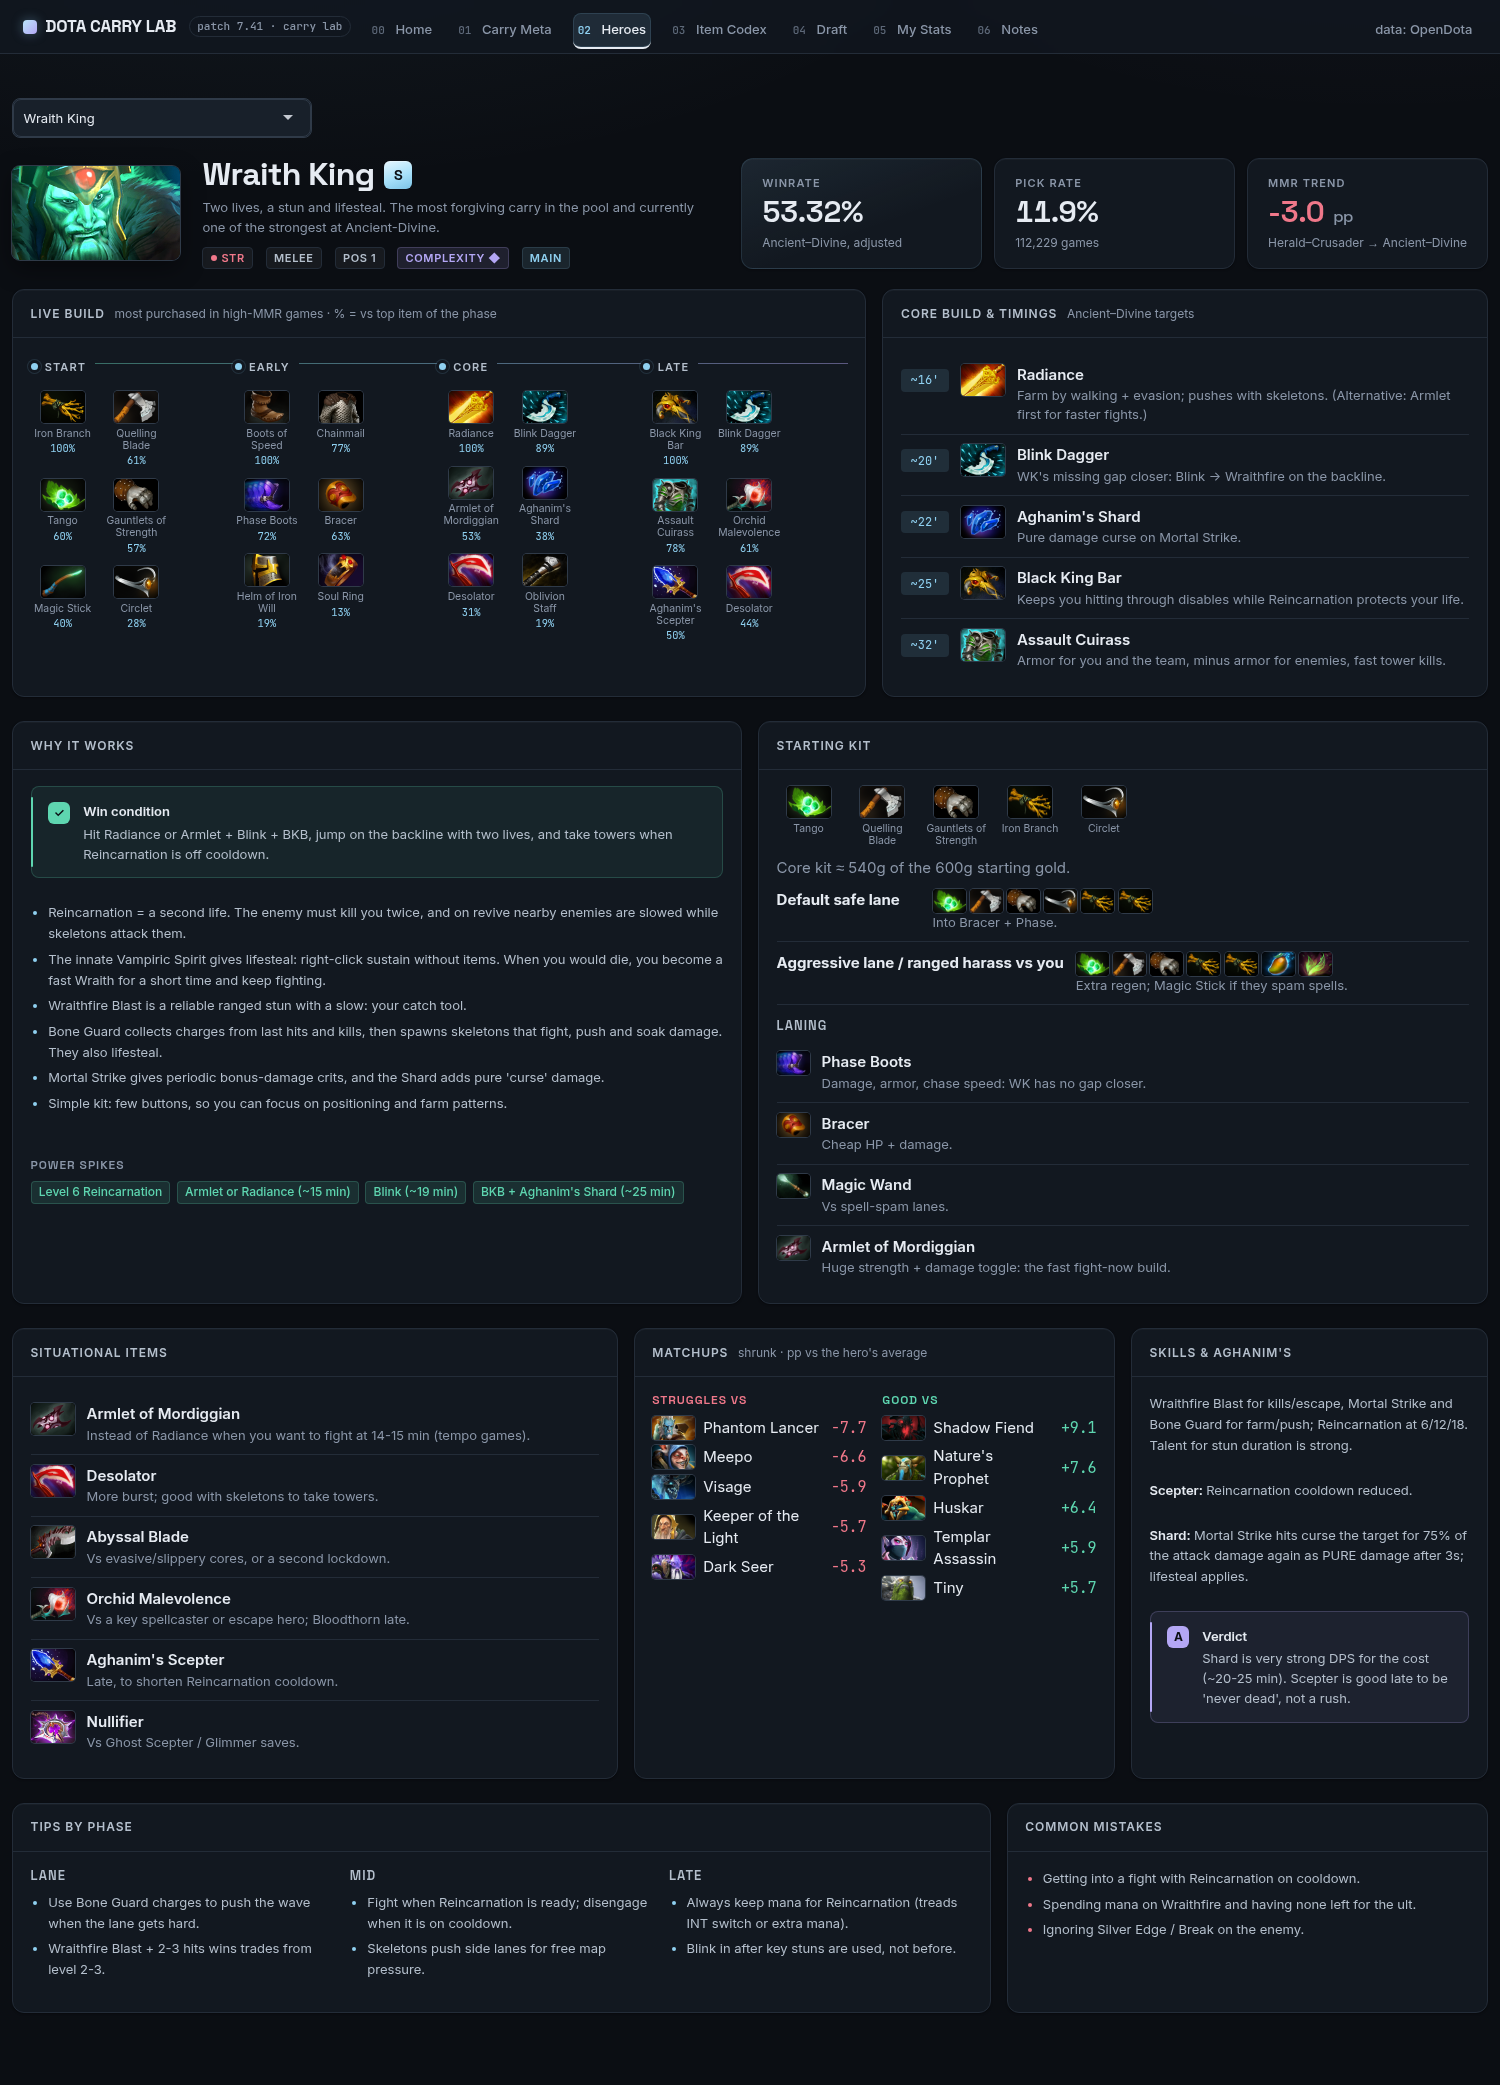 DOTA CARRY LAB
patch 7.41 · carry lab
00 Home
01 Carry Meta
02 Heroes
03 Item Codex
04 Draft
05 My Stats
06 Notes
data: OpenDota
Wraith King
Wraith King S
Two lives, a stun and lifesteal. The most forgiving carry in the pool and currently
one of the strongest at Ancient-Divine.
STR MELEE POS 1 COMPLEXITY ◆ MAIN
WINRATE
53.32%
Ancient–Divine, adjusted
PICK RATE
11.9%
112,229 games
MMR TREND
-3.0 pp
Herald–Crusader → Ancient–Divine
LIVE BUILD most purchased in high-MMR games · % = vs top item of the phase
START
Iron Branch
100%
Quelling
Blade
61%
Tango
60%
Gauntlets of
Strength
57%
Magic Stick
40%
Circlet
28%
EARLY
Boots of
Speed
100%
Chainmail
77%
Phase Boots
72%
Bracer
63%
Helm of Iron
Will
19%
Soul Ring
13%
CORE
Radiance
100%
Blink Dagger
89%
Armlet of
Mordiggian
53%
Aghanim's
Shard
38%
Desolator
31%
Oblivion
Staff
19%
LATE
Black King
Bar
100%
Blink Dagger
89%
Assault
Cuirass
78%
Orchid
Malevolence
61%
Aghanim's
Scepter
50%
Desolator
44%
CORE BUILD & TIMINGS Ancient–Divine targets
~16'
Radiance
Farm by walking + evasion; pushes with skeletons. (Alternative: Armlet
first for faster fights.)
~20'
Blink Dagger
WK's missing gap closer: Blink → Wraithfire on the backline.
~22'
Aghanim's Shard
Pure damage curse on Mortal Strike.
~25'
Black King Bar
Keeps you hitting through disables while Reincarnation protects your life.
~32'
Assault Cuirass
Armor for you and the team, minus armor for enemies, fast tower kills.
WHY IT WORKS
Win condition
Hit Radiance or Armlet + Blink + BKB, jump on the backline with two lives, and take towers when
Reincarnation is off cooldown.
• Reincarnation = a second life. The enemy must kill you twice, and on revive nearby enemies are slowed while
skeletons attack them.
• The innate Vampiric Spirit gives lifesteal: right-click sustain without items. When you would die, you become a
fast Wraith for a short time and keep fighting.
• Wraithfire Blast is a reliable ranged stun with a slow: your catch tool.
• Bone Guard collects charges from last hits and kills, then spawns skeletons that fight, push and soak damage.
They also lifesteal.
• Mortal Strike gives periodic bonus-damage crits, and the Shard adds pure 'curse' damage.
• Simple kit: few buttons, so you can focus on positioning and farm patterns.
POWER SPIKES
Level 6 Reincarnation
Armlet or Radiance (~15 min)
Blink (~19 min)
BKB + Aghanim's Shard (~25 min)
STARTING KIT
Tango
Quelling
Blade
Gauntlets of
Strength
Iron Branch
Circlet
Core kit ≈ 540g of the 600g starting gold.
Default safe lane
Into Bracer + Phase.
Aggressive lane / ranged harass vs you
Extra regen; Magic Stick if they spam spells.
LANING
Phase Boots
Damage, armor, chase speed: WK has no gap closer.
Bracer
Cheap HP + damage.
Magic Wand
Vs spell-spam lanes.
Armlet of Mordiggian
Huge strength + damage toggle: the fast fight-now build.
SITUATIONAL ITEMS
Armlet of Mordiggian
Instead of Radiance when you want to fight at 14-15 min (tempo games).
Desolator
More burst; good with skeletons to take towers.
Abyssal Blade
Vs evasive/slippery cores, or a second lockdown.
Orchid Malevolence
Vs a key spellcaster or escape hero; Bloodthorn late.
Aghanim's Scepter
Late, to shorten Reincarnation cooldown.
Nullifier
Vs Ghost Scepter / Glimmer saves.
MATCHUPS shrunk · pp vs the hero's average
STRUGGLES VS
Phantom Lancer -7.7
Meepo -6.6
Visage -5.9
Keeper of the
Light -5.7
Dark Seer -5.3
GOOD VS
Shadow Fiend +9.1
Nature's
Prophet +7.6
Huskar +6.4
Templar
Assassin +5.9
Tiny +5.7
SKILLS & AGHANIM'S
Wraithfire Blast for kills/escape, Mortal Strike and
Bone Guard for farm/push; Reincarnation at 6/12/18.
Talent for stun duration is strong.
Scepter: Reincarnation cooldown reduced.
Shard: Mortal Strike hits curse the target for 75% of
the attack damage again as PURE damage after 3s;
lifesteal applies.
A Verdict
Shard is very strong DPS for the cost
(~20-25 min). Scepter is good late to be
'never dead', not a rush.
TIPS BY PHASE
LANE
• Use Bone Guard charges to push the wave
when the lane gets hard.
• Wraithfire Blast + 2-3 hits wins trades from
level 2-3.
MID
• Fight when Reincarnation is ready; disengage
when it is on cooldown.
• Skeletons push side lanes for free map
pressure.
LATE
• Always keep mana for Reincarnation (treads
INT switch or extra mana).
• Blink in after key stuns are used, not before.
COMMON MISTAKES
• Getting into a fight with Reincarnation on cooldown.
• Spending mana on Wraithfire and having none left for the ult.
• Ignoring Silver Edge / Break on the enemy.